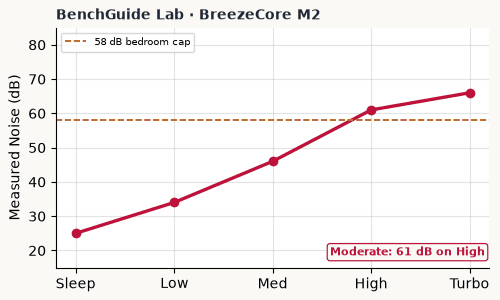 BenchGuide Lab · BreezeCore M2
58 dB bedroom cap
Measured Noise (dB)
80
70
60
50
40
30
20
Moderate: 61 dB on High
Sleep
Low
Med
High
Turbo